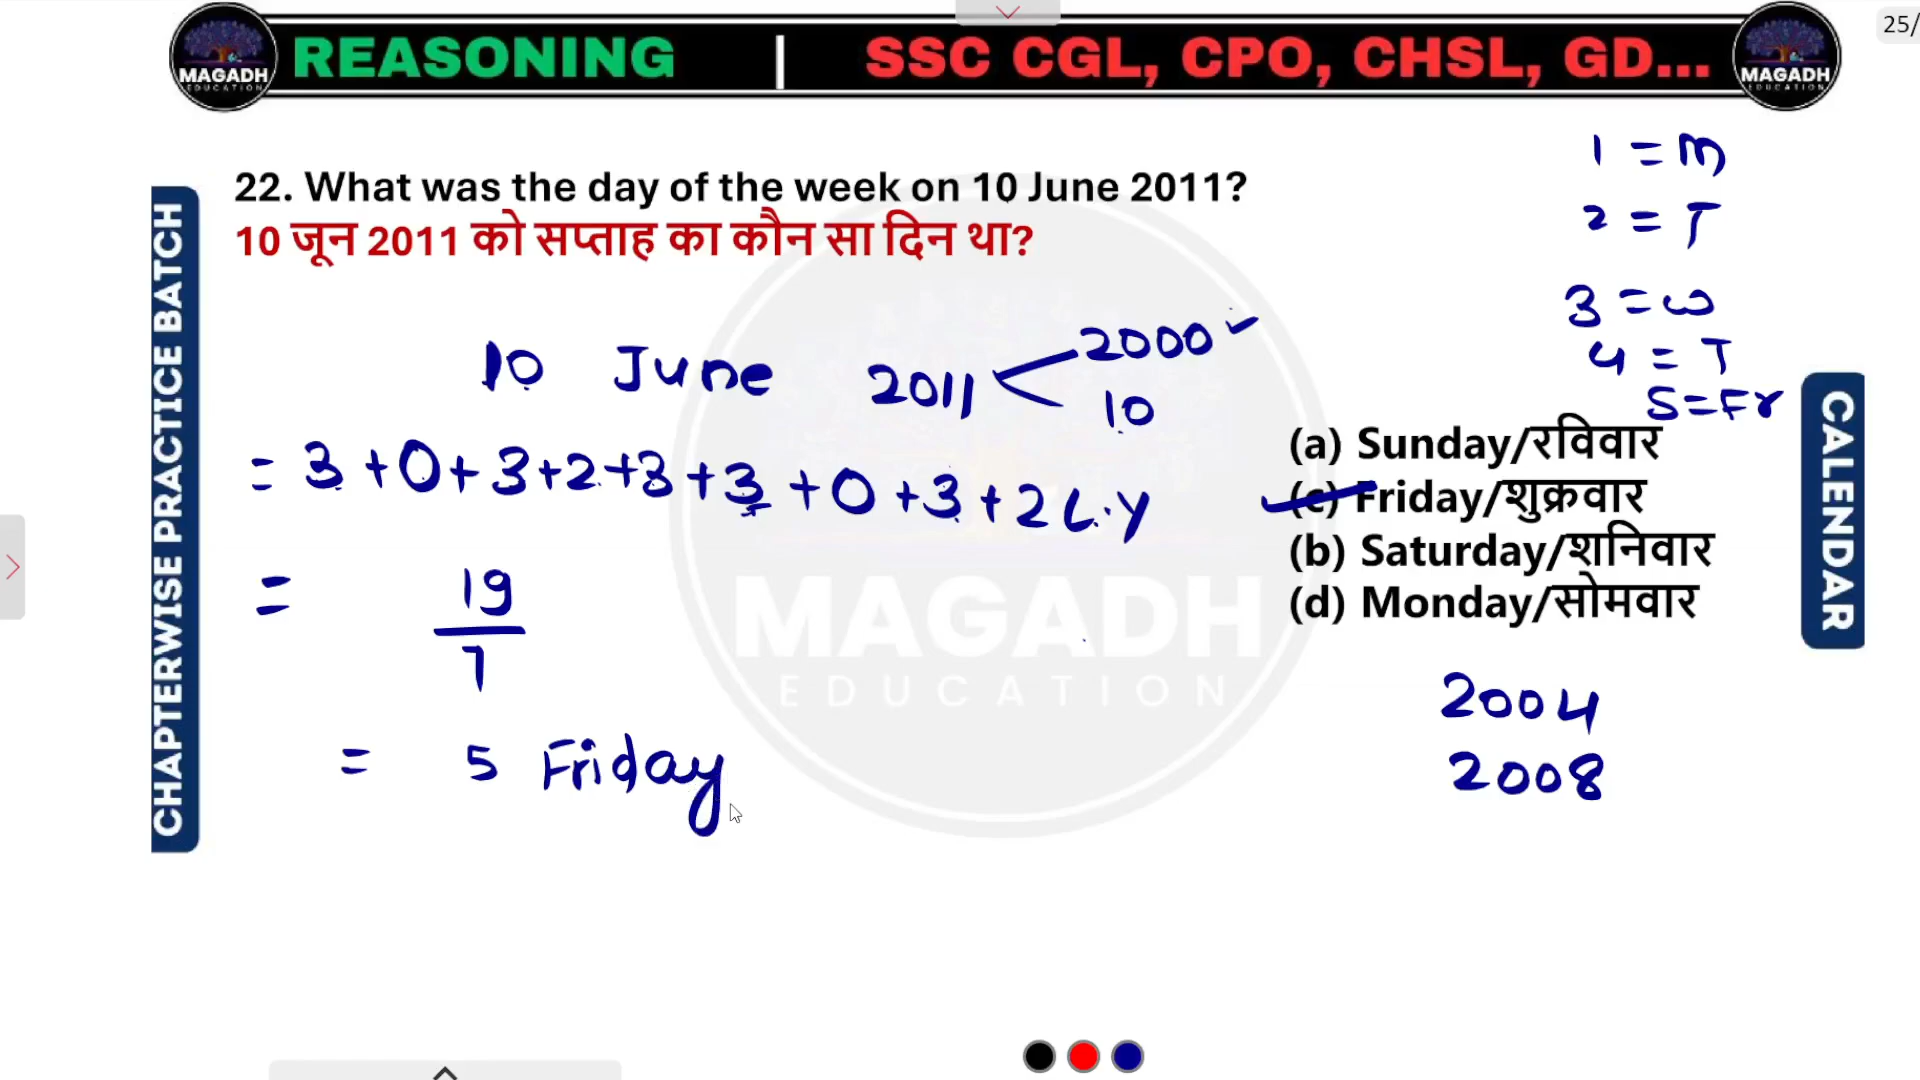 25/
MAGADH
EDUCATION
REASONING | SSC CGL, CPO, CHSL, GD...
MAGADH
EDUCATION
CHAPTERWISE PRACTICE BATCH
22. What was the day of the week on 10 June 2011?
10 जून 2011 को सप्ताह का कौन सा दिन था?
1 = M
2 = T
3 = W
4 = T
5 = Fr
10 June 2011 < 2000 ✓
10
= 3 + 0 + 3 + 2 + 3 + 3 + 0 + 3 + 2 L.Y
= 19
7
= 5 Friday
(a) Sunday/रविवार
(c) Friday/शुक्रवार
(b) Saturday/शनिवार
(d) Monday/सोमवार
2004
2008
CALENDAR
MAGADH
EDUCATION